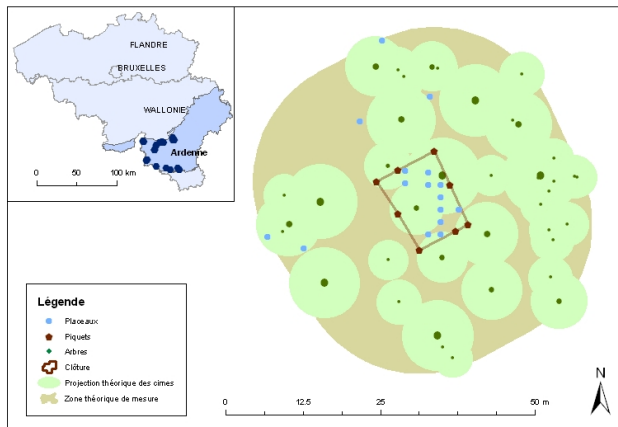 FLANDRE
BRUXELLES
WALLONIE
Ardenne
0 50 100 km
Légende
Placeaux
Piquets
Arbres
Clôture
Projection théorique des cimes
Zone théorique de mesure
N
0 12.5 25 50 m